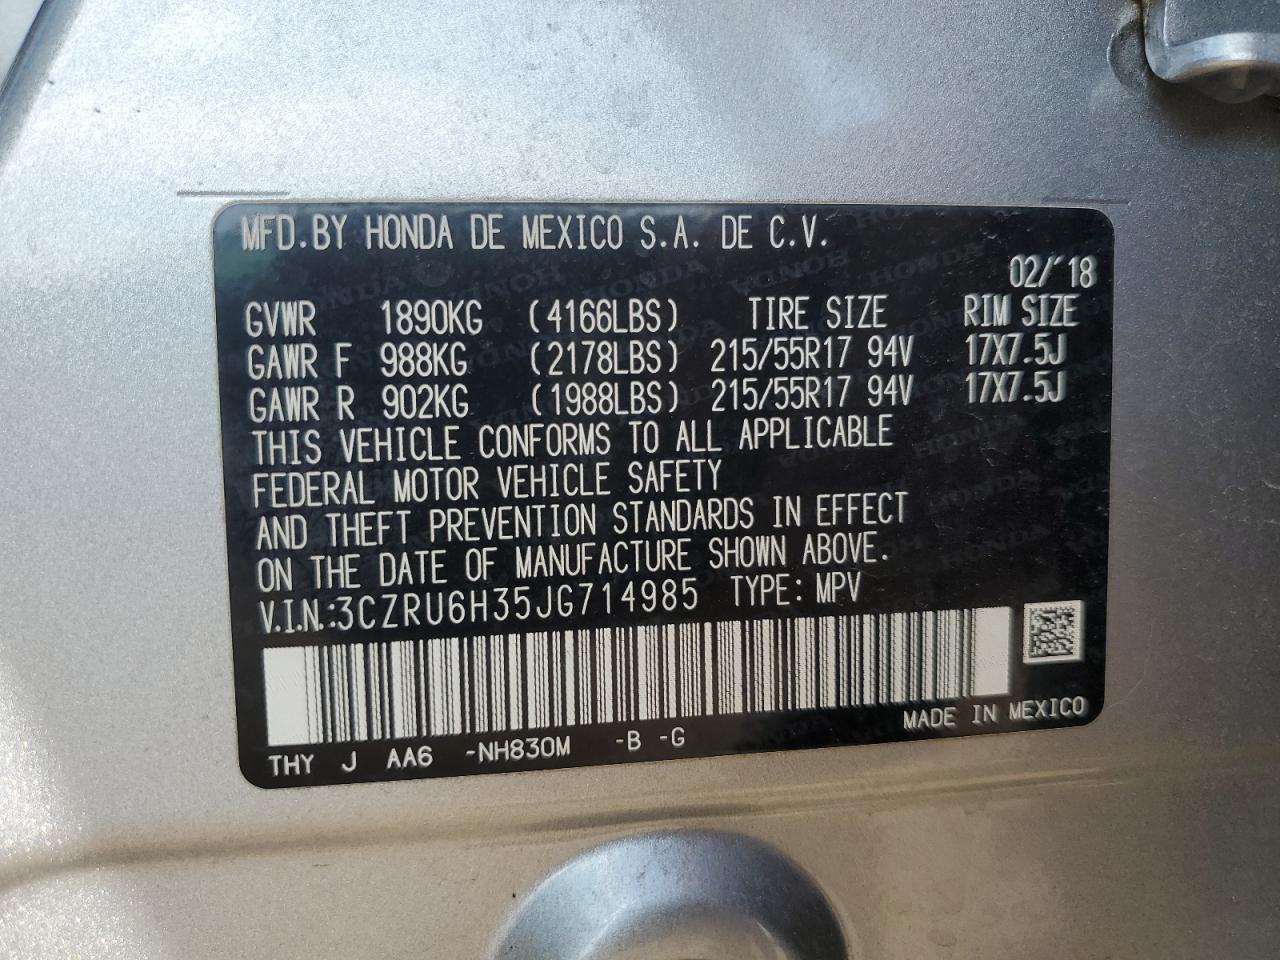 MFD.BY HONDA DE MEXICO S.A. DE C.V.
02/'18
GVWR 1890KG (4166LBS) TIRE SIZE RIM SIZE
GAWR F 988KG (2178LBS) 215/55R17 94V 17X7.5J
GAWR R 902KG (1988LBS) 215/55R17 94V 17X7.5J
THIS VEHICLE CONFORMS TO ALL APPLICABLE
FEDERAL MOTOR VEHICLE SAFETY
AND THEFT PREVENTION STANDARDS IN EFFECT
ON THE DATE OF MANUFACTURE SHOWN ABOVE.
V.I.N.:3CZRU6H35JG714985 TYPE: MPV
MADE IN MEXICO
THY J AA6 -NH830M -B -G